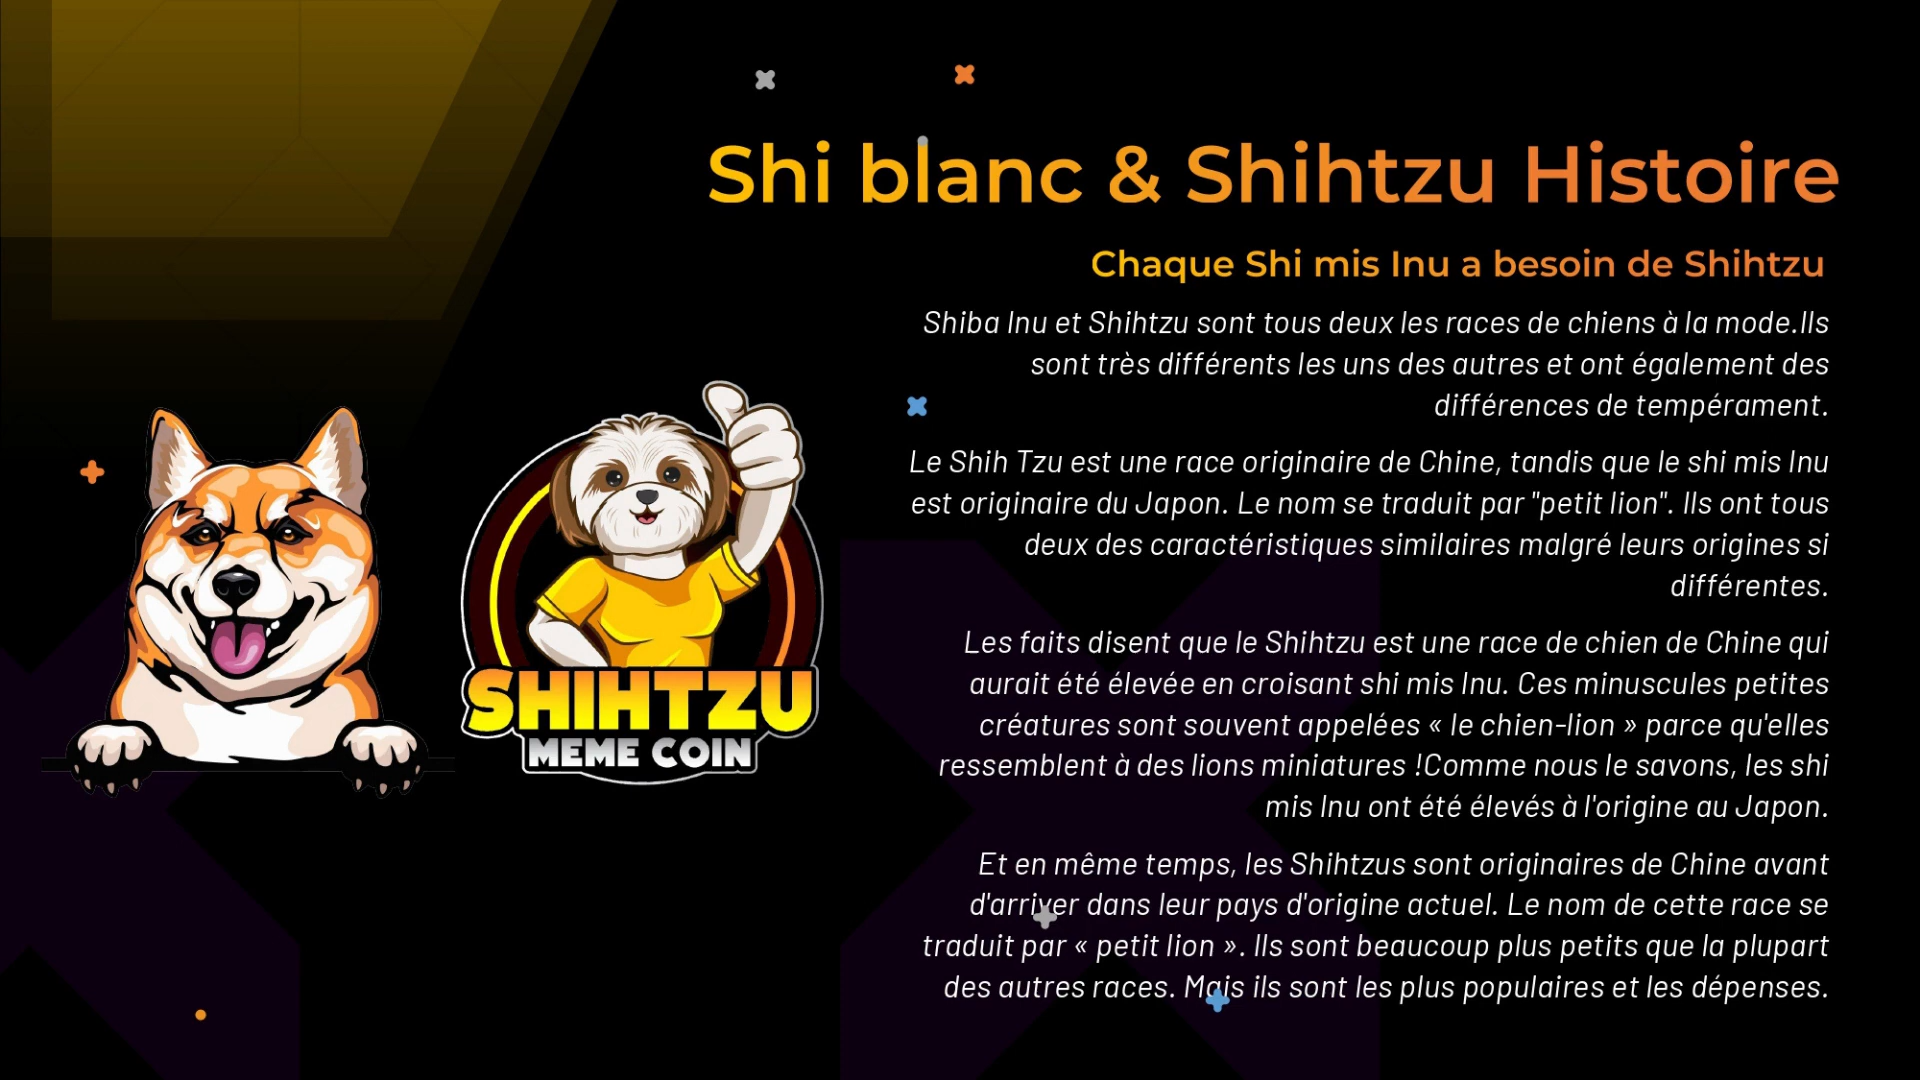 Shi blanc & Shihtzu Histoire
Chaque Shi mis Inu a besoin de Shihtzu
Shiba Inu et Shihtzu sont tous deux les races de chiens à la mode.Ils
sont très différents les uns des autres et ont également des
différences de tempérament.
Le Shih Tzu est une race originaire de Chine, tandis que le shi mis Inu
est originaire du Japon. Le nom se traduit par "petit lion". Ils ont tous
deux des caractéristiques similaires malgré leurs origines si
différentes.
Les faits disent que le Shihtzu est une race de chien de Chine qui
aurait été élevée en croisant shi mis Inu. Ces minuscules petites
créatures sont souvent appelées « le chien-lion » parce qu'elles
ressemblent à des lions miniatures !Comme nous le savons, les shi
mis Inu ont été élevés à l'origine au Japon.
Et en même temps, les Shihtzus sont originaires de Chine avant
d'arriver dans leur pays d'origine actuel. Le nom de cette race se
traduit par « petit lion ». Ils sont beaucoup plus petits que la plupart
des autres races. Mais ils sont les plus populaires et les dépenses.
SHIHTZU
MEME COIN